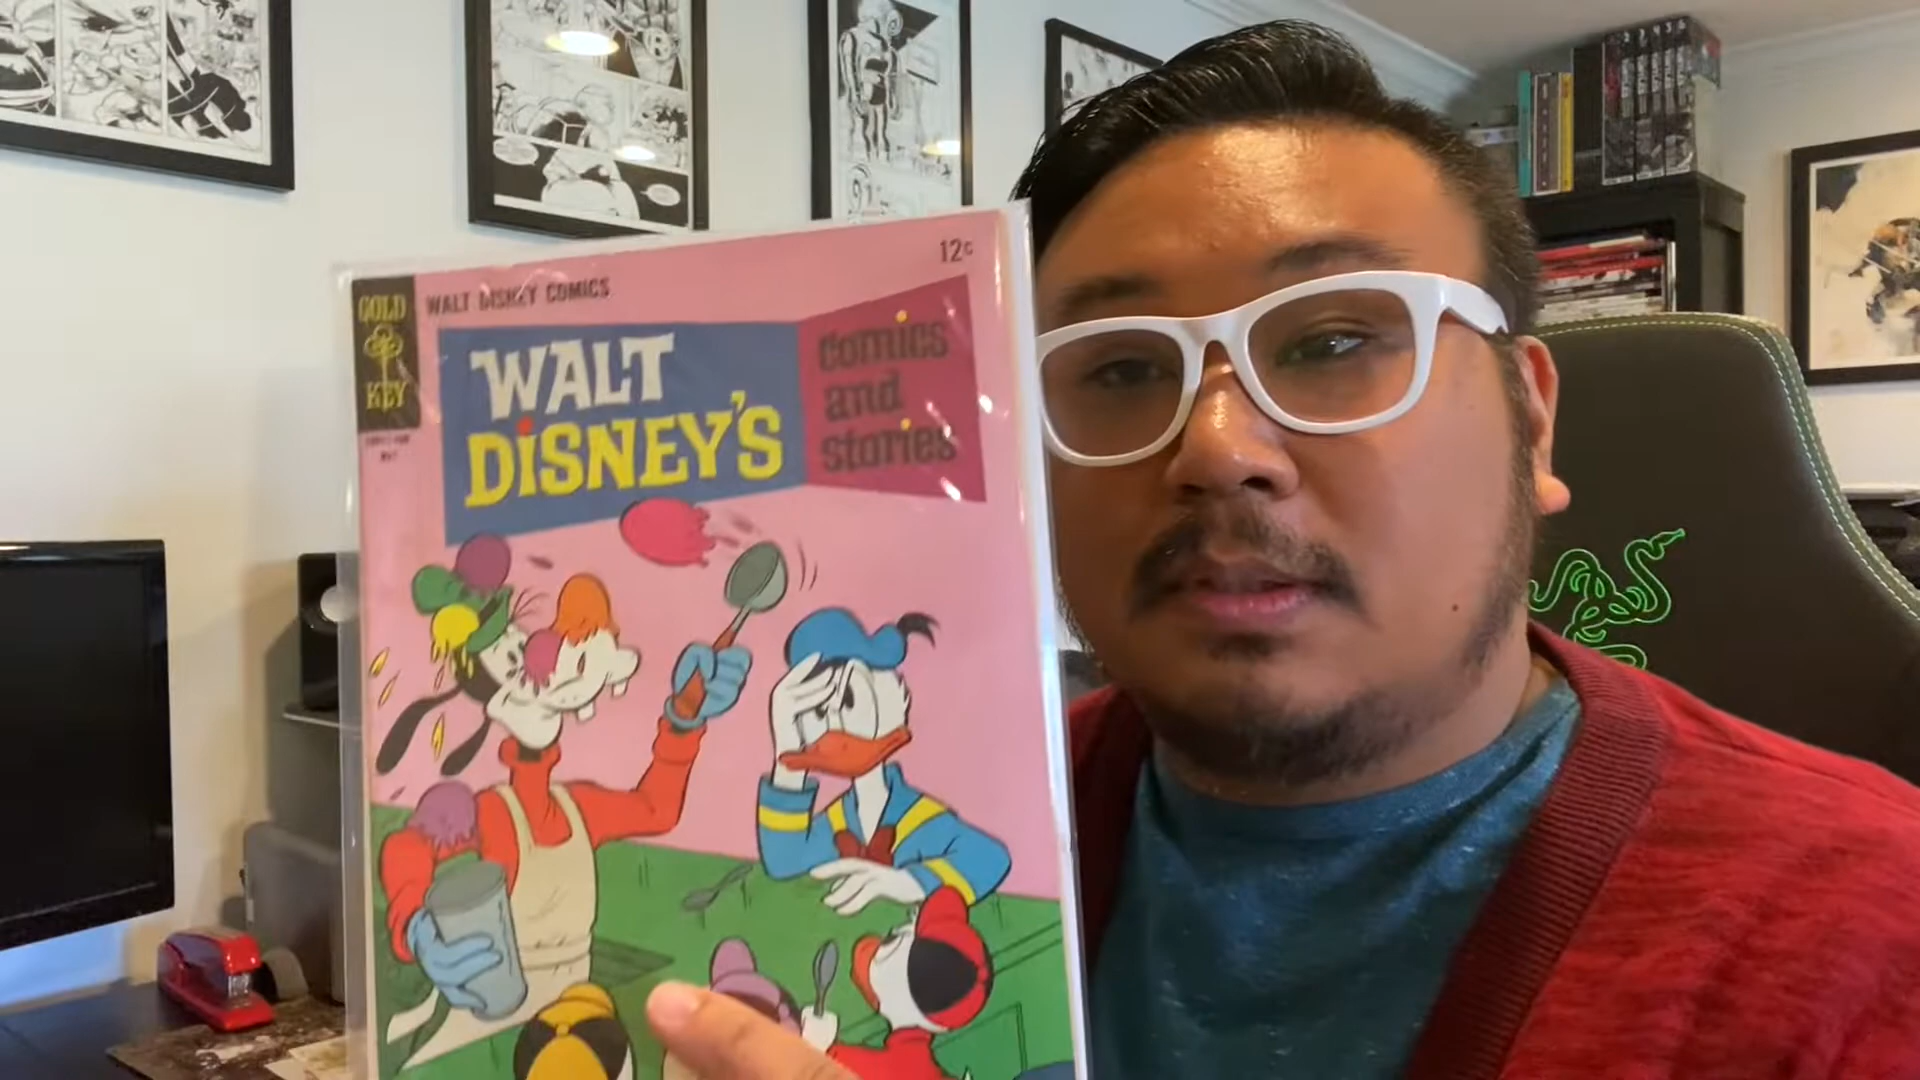 12¢
WALT DISNEY COMICS
GOLD
KEY
WALT
DISNEY'S
comics
and
stories